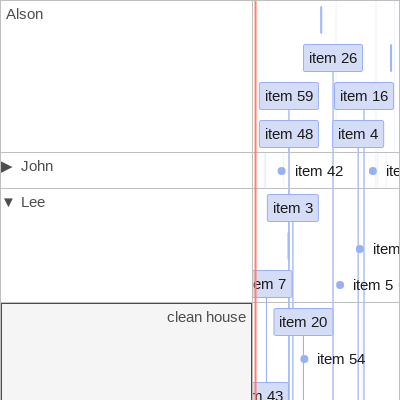 Alson
item 26
item 59
item 16
item 48
item 4
John
item 42
ite
Lee
item 3
item
em 7
item 5
clean house
item 20
item 54
m 43